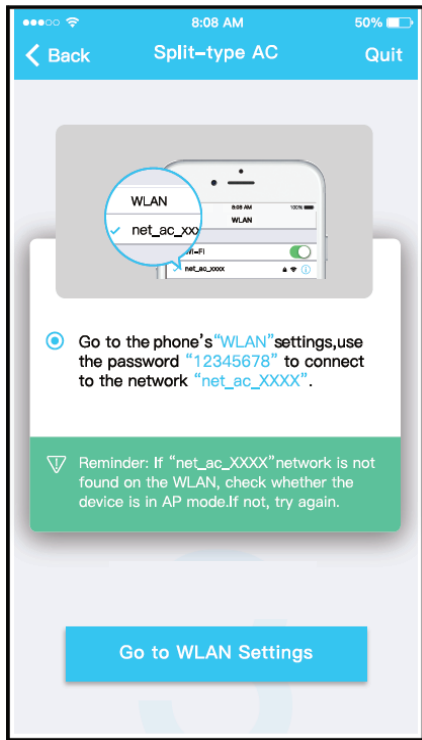 8:08 AM
50%
Back
Split-type AC
Quit
WLAN
net_ac_xxx
8:08 AM
100%
WLAN
WI-FI
net_ac_xxxx
Go to the phone's“WLAN”settings,use
the password “12345678” to connect
to the network “net_ac_XXXX”.
Reminder: If “net_ac_XXXX”network is not
found on the WLAN, check whether the
device is in AP mode.If not, try again.
Go to WLAN Settings